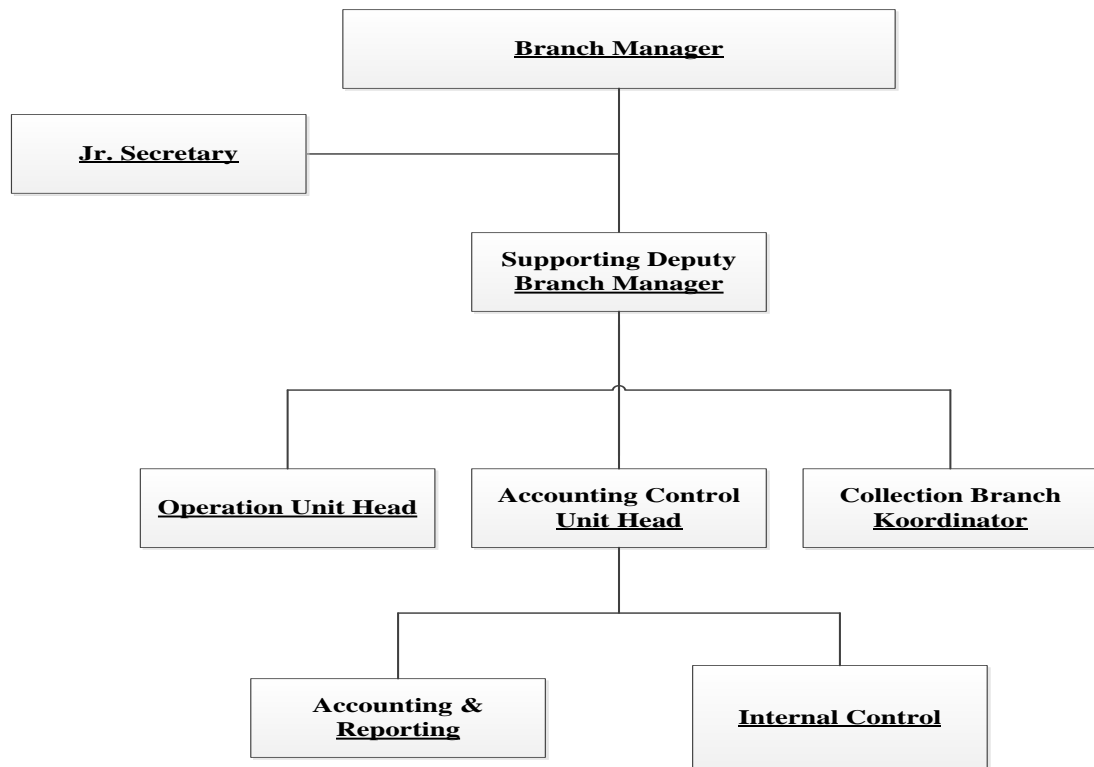 Branch Manager
Jr. Secretary
Supporting Deputy
Branch Manager
Operation Unit Head
Accounting Control
Unit Head
Collection Branch
Koordinator
Accounting &
Reporting
Internal Control